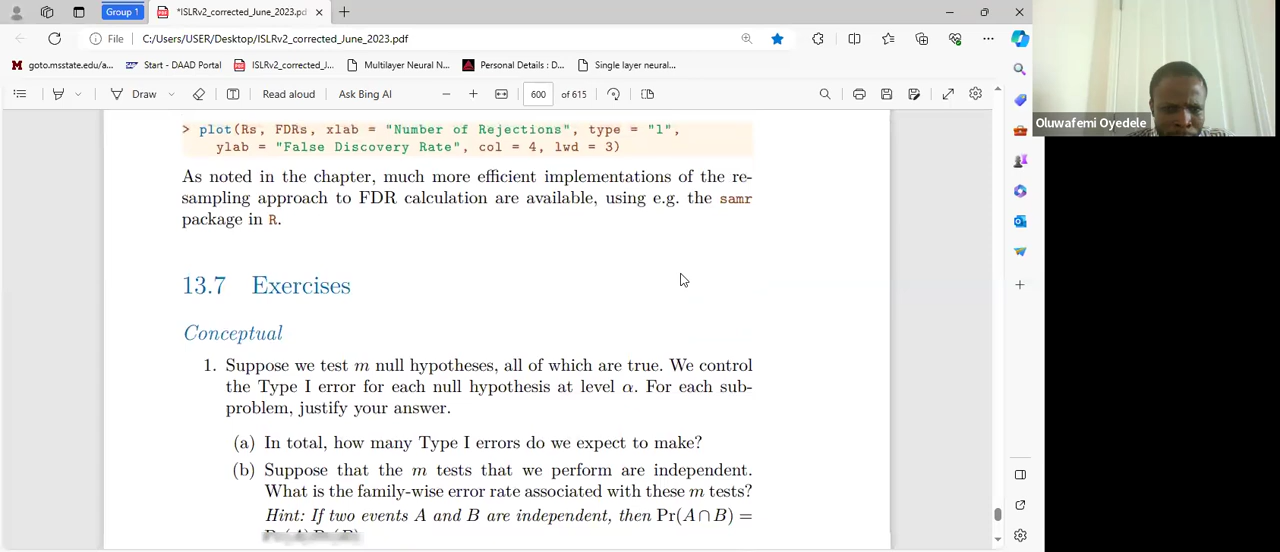 Group 1
*ISLRv2_corrected_June_2023.pd
File
C:/Users/USER/Desktop/ISLRv2_corrected_June_2023.pdf
goto.msstate.edu/a...
Start - DAAD Portal
ISLRv2_corrected_J...
Multilayer Neural N...
Personal Details : D...
Single layer neural...
Draw
Read aloud
Ask Bing AI
600 of 615
Oluwafemi Oyedele
> plot(Rs, FDRs, xlab = "Number of Rejections", type = "l",
ylab = "False Discovery Rate", col = 4, lwd = 3)
As noted in the chapter, much more efficient implementations of the re-
sampling approach to FDR calculation are available, using e.g. the samr
package in R.
13.7 Exercises
Conceptual
1. Suppose we test m null hypotheses, all of which are true. We control
the Type I error for each null hypothesis at level α. For each sub-
problem, justify your answer.
(a) In total, how many Type I errors do we expect to make?
(b) Suppose that the m tests that we perform are independent.
What is the family-wise error rate associated with these m tests?
Hint: If two events A and B are independent, then Pr(A∩B) =